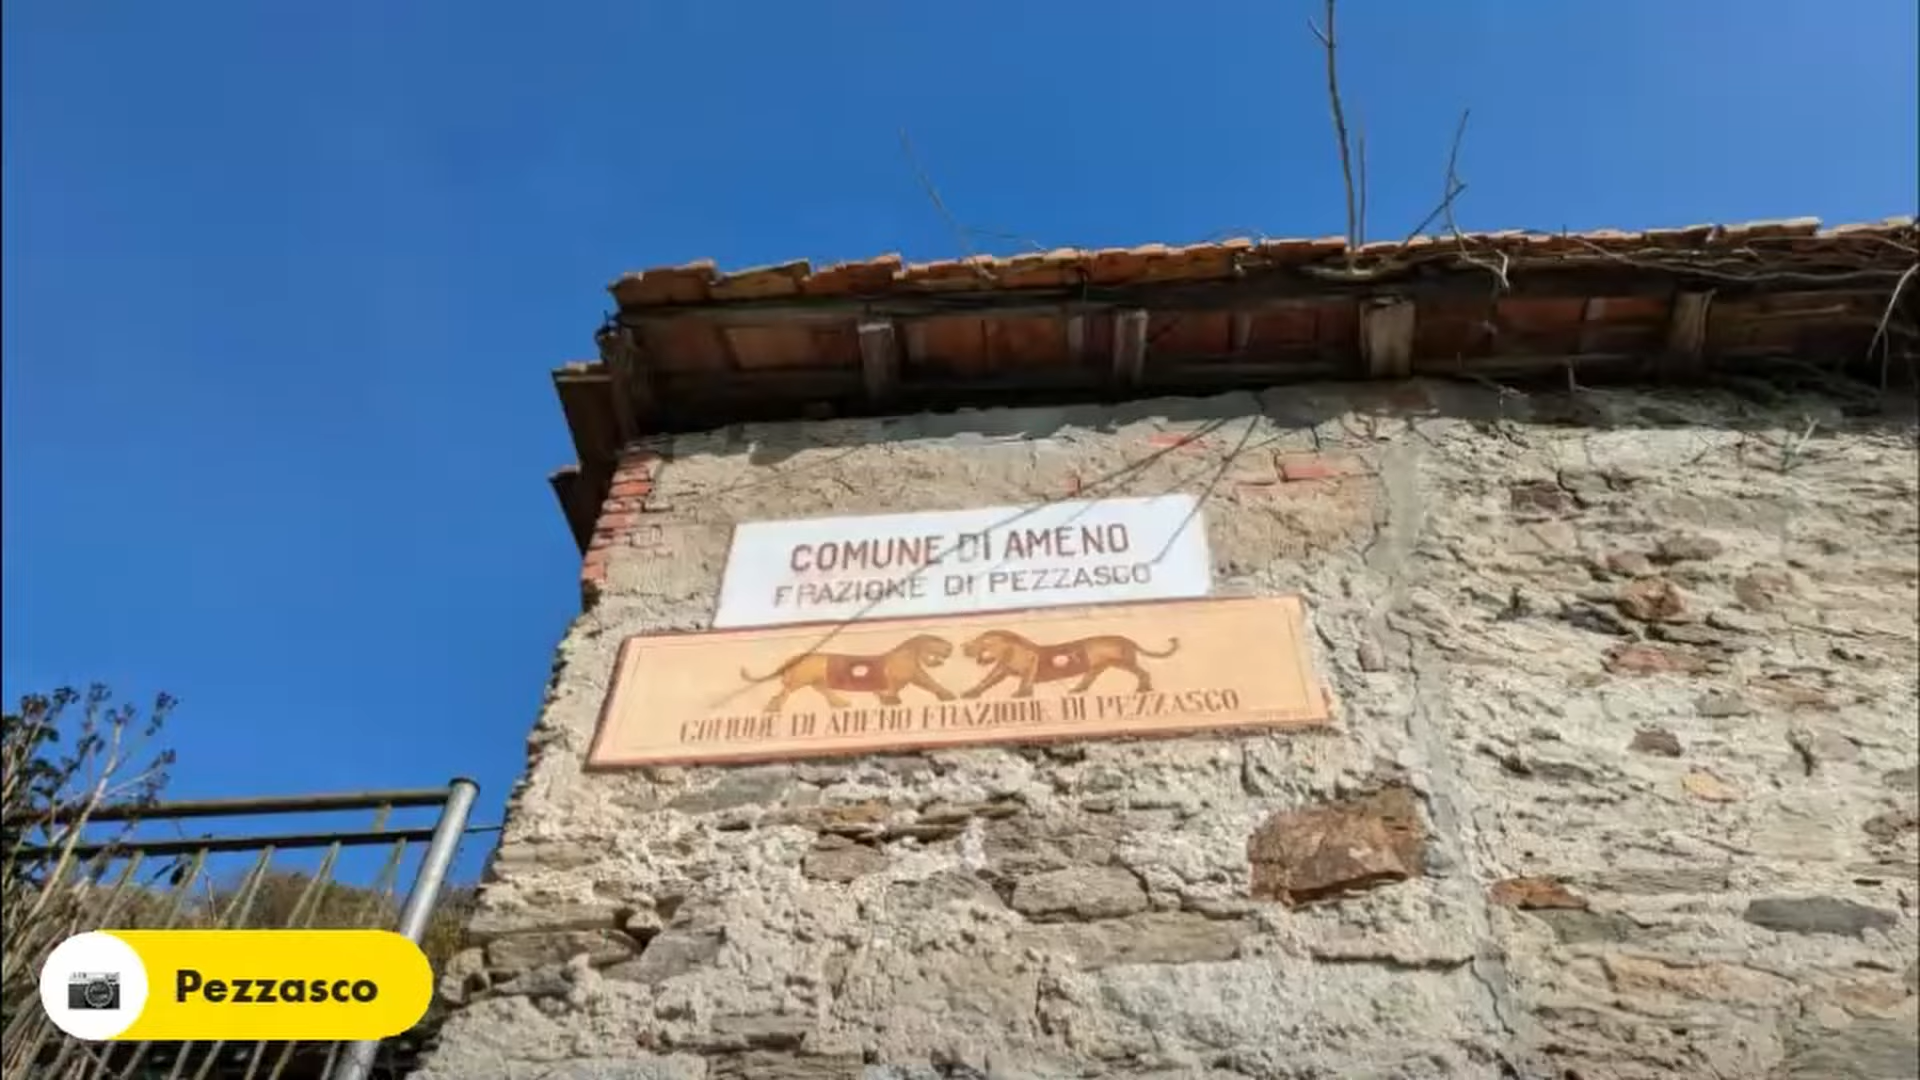 COMUNE DI AMENO
FRAZIONE DI PEZZASCO
COMUNE DI AMENO FRAZIONE DI PEZZASCO
Pezzasco